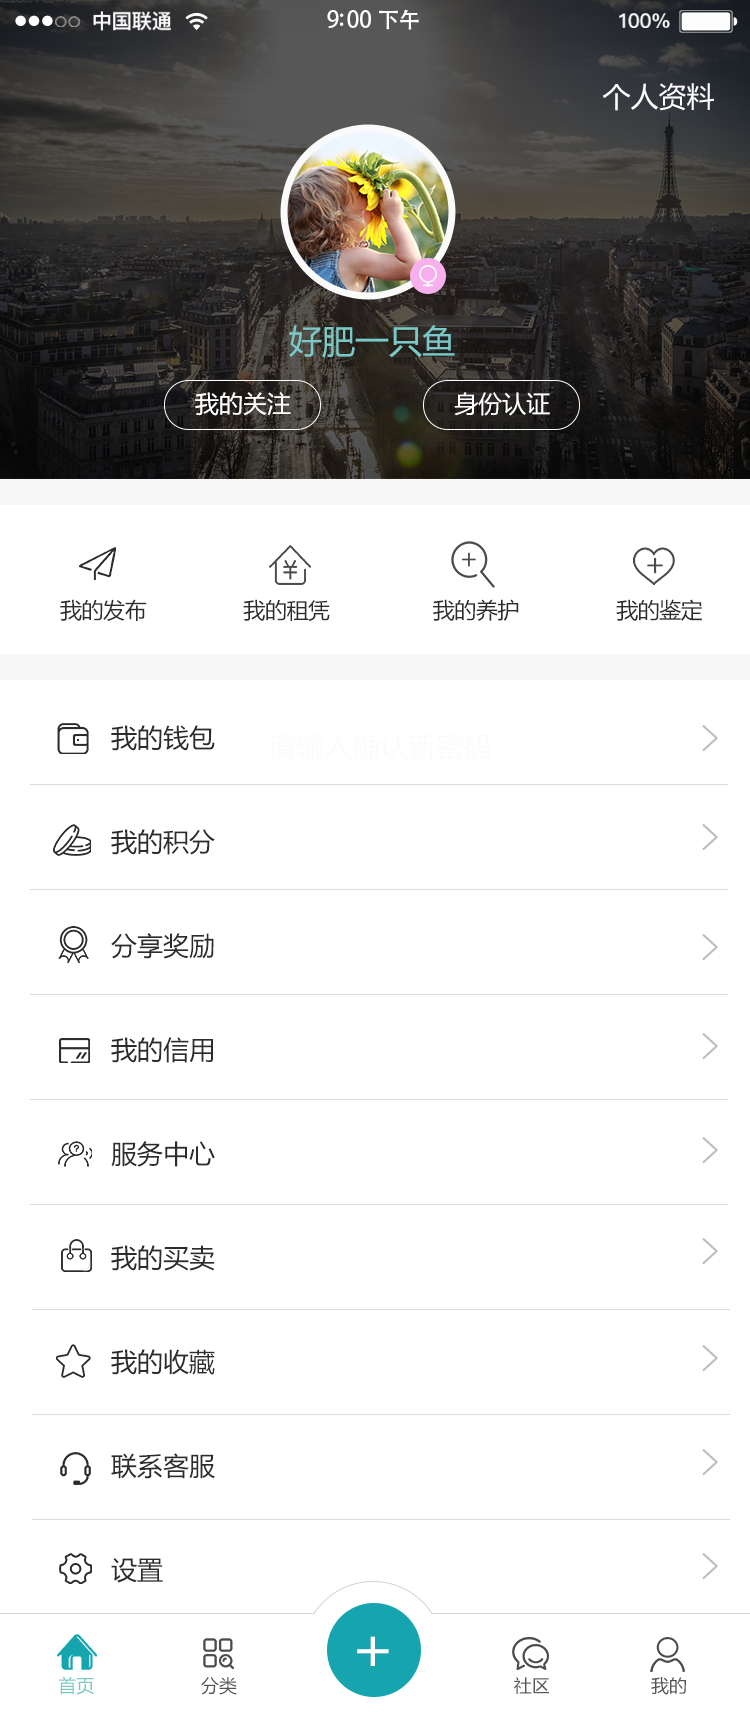 中国联通 9:00 下午 100%
个人资料
好肥一只鱼
我的关注 身份认证
我的发布 我的租凭 我的养护 我的鉴定
我的钱包
请输入确认新密码
我的积分
分享奖励
我的信用
服务中心
我的买卖
我的收藏
联系客服
设置
首页 分类 社区 我的